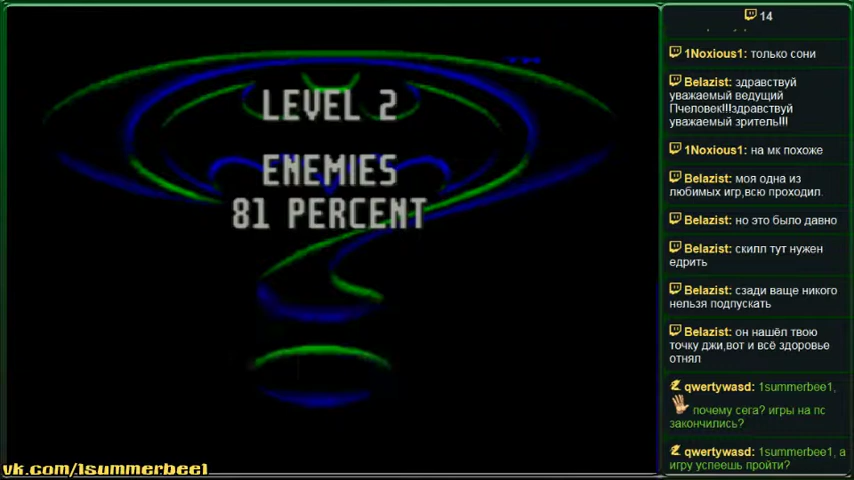 LEVEL 2
ENEMIES
81 PERCENT
vk.com/1summerbee1
14
1Noxious1: только сони
Belazist: здравствуй
уважаемый ведущий
Пчеловек!!!здравствуй
уважаемый зритель!!!
1Noxious1: на мк похоже
Belazist: моя одна из
любимых игр,всю проходил.
Belazist: но это было давно
Belazist: скилл тут нужен
едрить
Belazist: сзади ваще никого
нельзя подпускать
Belazist: он нашёл твою
точку джи,вот и всё здоровье
отнял
qwertywasd: 1summerbee1,
почему сега? игры на пс
закончились?
qwertywasd: 1summerbee1, а
игру успеешь пройти?